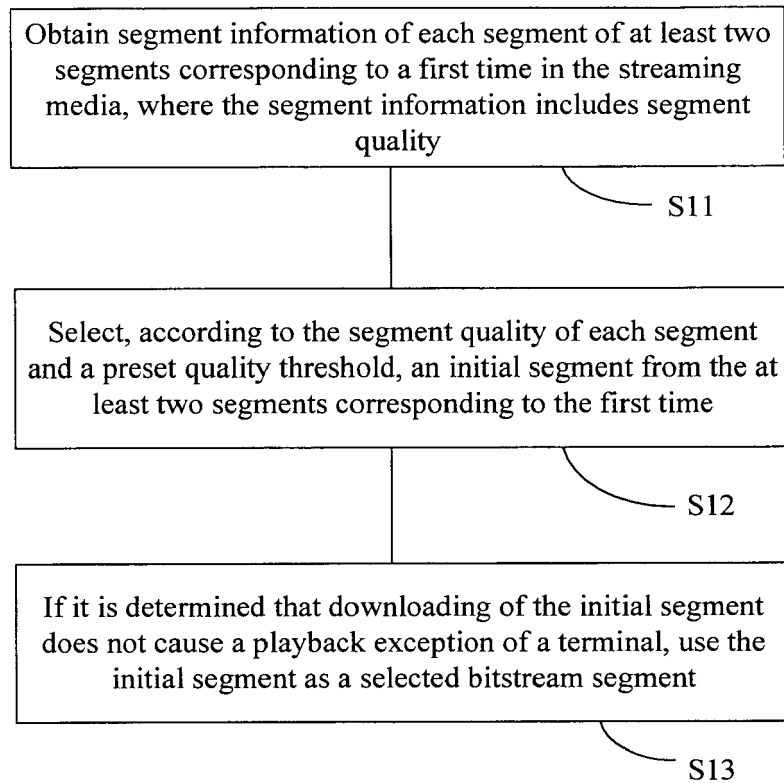 Obtain segment information of each segment of at least two
segments corresponding to a first time in the streaming
media, where the segment information includes segment
quality
S11
Select, according to the segment quality of each segment
and a preset quality threshold, an initial segment from the at
least two segments corresponding to the first time
S12
If it is determined that downloading of the initial segment
does not cause a playback exception of a terminal, use the
initial segment as a selected bitstream segment
S13